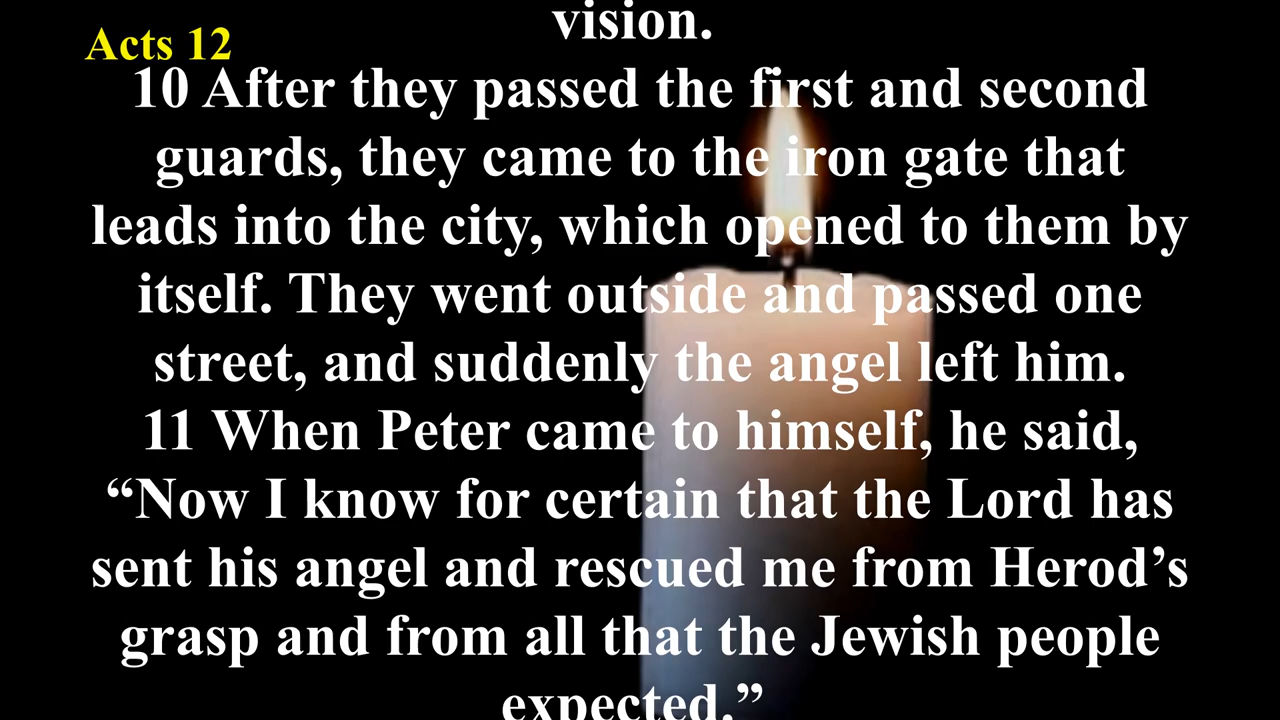 vision.
Acts 12
10 After they passed the first and second
guards, they came to the iron gate that
leads into the city, which opened to them by
itself. They went outside and passed one
street, and suddenly the angel left him.
11 When Peter came to himself, he said,
“Now I know for certain that the Lord has
sent his angel and rescued me from Herod’s
grasp and from all that the Jewish people
expected.”